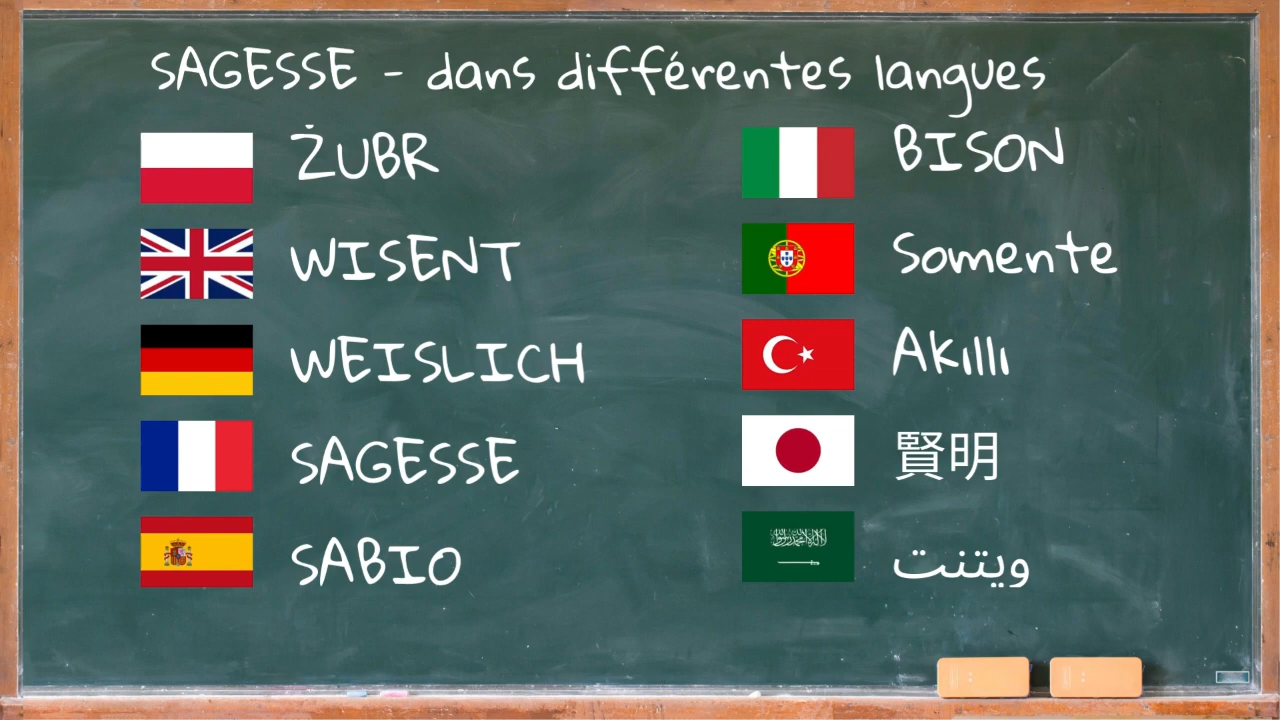 SAGESSE - dans différentes langues
ŻUBR
WISENT
WEISLICH
SAGESSE
SABIO
BISON
Somente
Akıllı
賢明
ويتنت